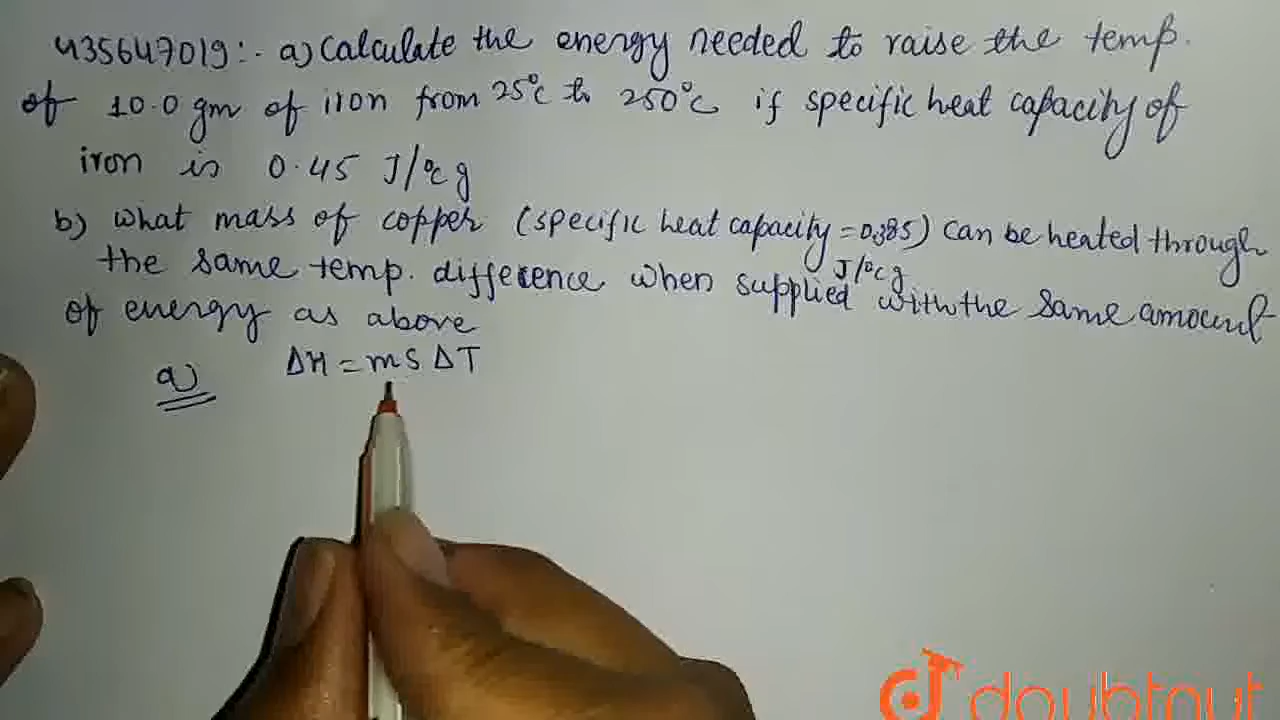 435647019:- a) Calculate the energy needed to raise the temp.
of 10.0 gm of iron from 25°C to 250°C if specific heat capacity of
iron is 0.45 J/°C g
b) what mass of copper (specific heat capacity = 0.385) can be heated through
J/°C g
the same temp. difference when supplied with the same amount
of energy as above
a) ΔH = mS ΔT
doubtnut